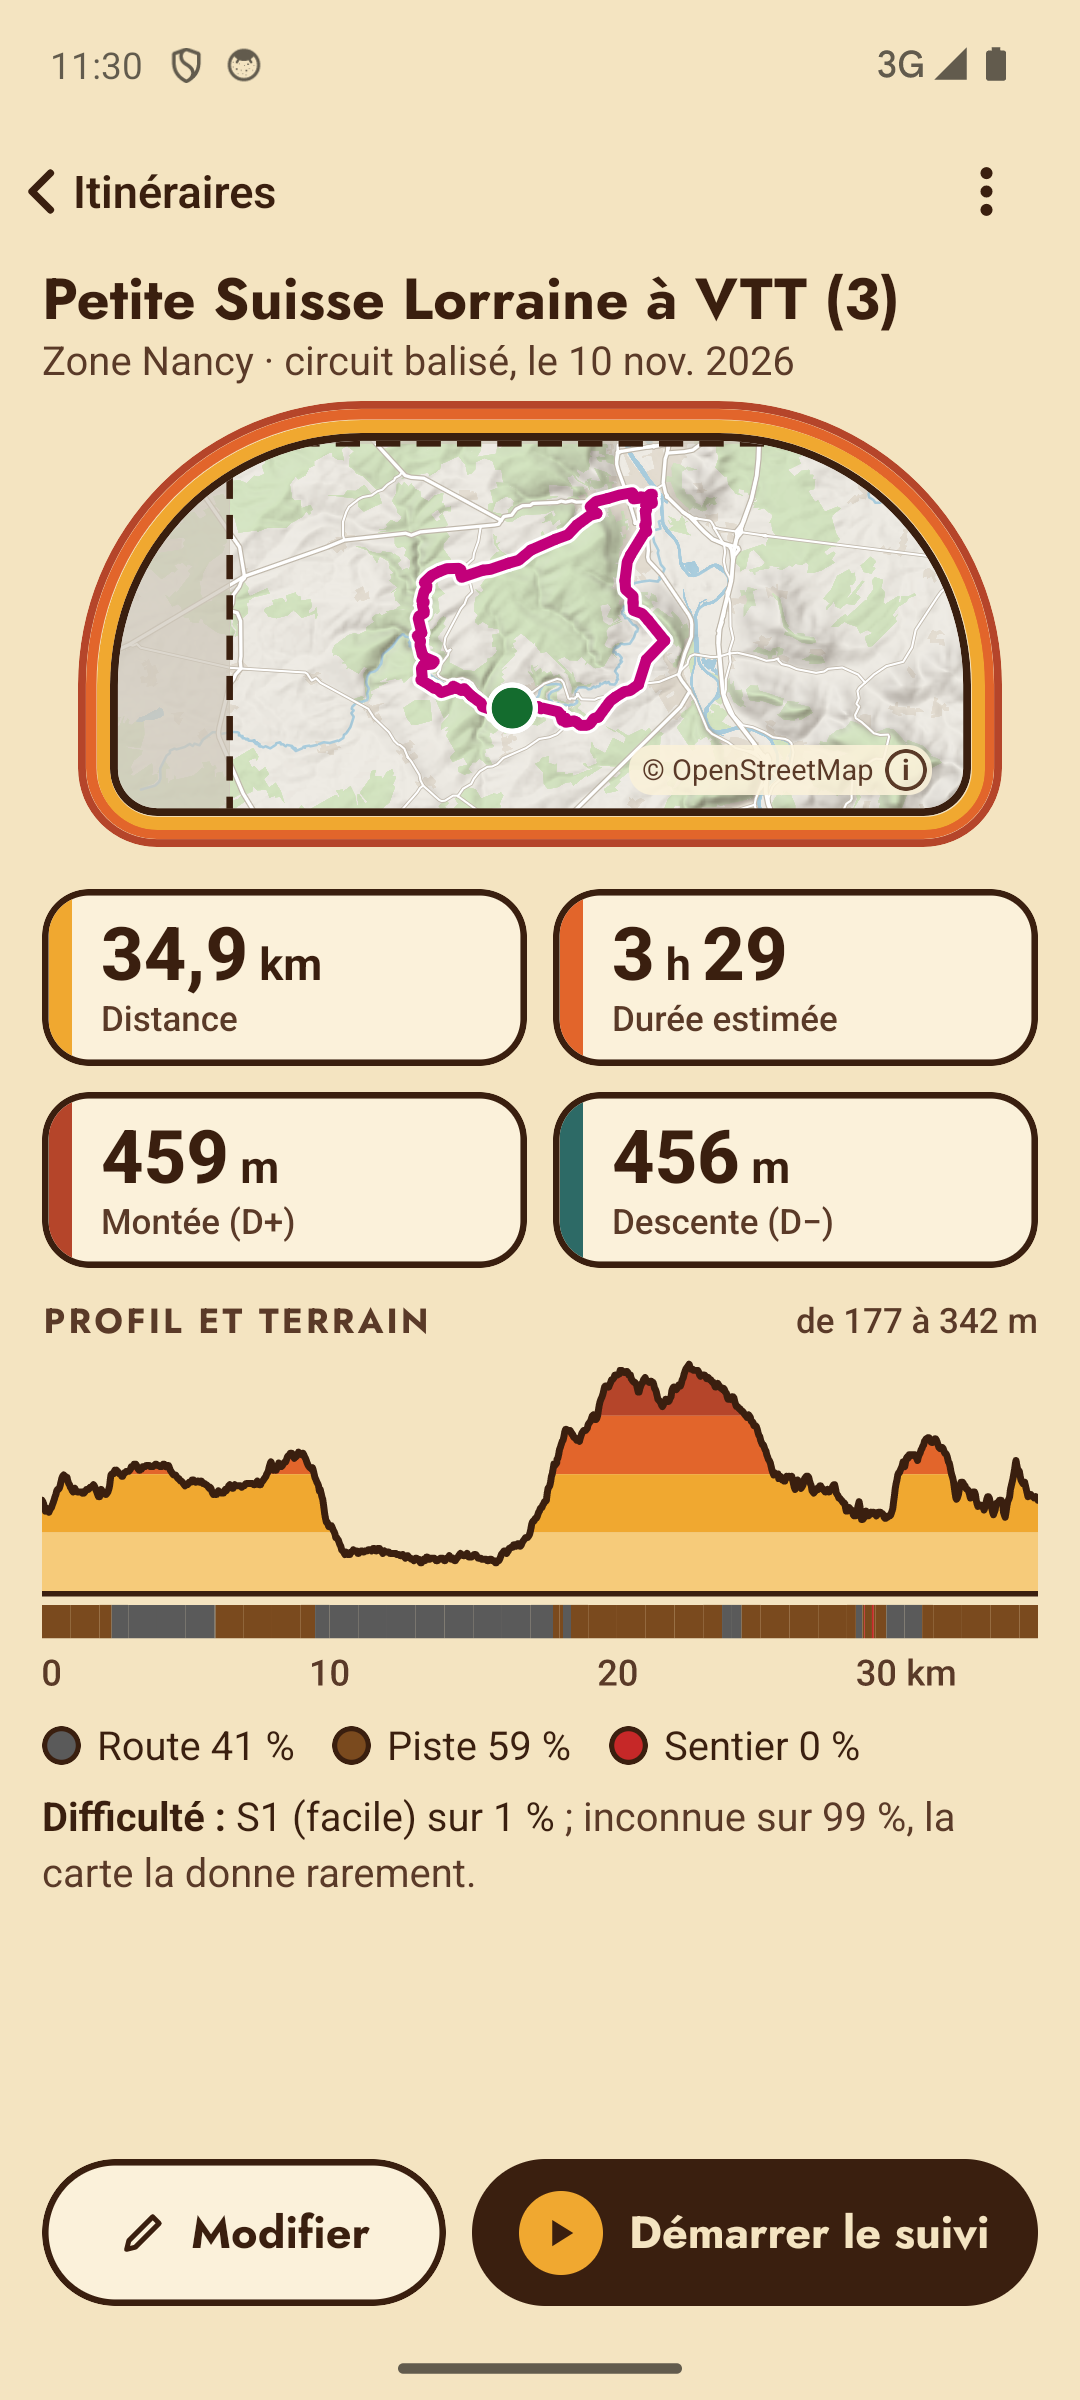 11:30
3G
Itinéraires
Petite Suisse Lorraine à VTT (3)
Zone Nancy · circuit balisé, le 10 nov. 2026
© OpenStreetMap i
34,9 km
Distance
3 h 29
Durée estimée
459 m
Montée (D+)
456 m
Descente (D−)
PROFIL ET TERRAIN
de 177 à 342 m
0 10 20 30 km
Route 41 % Piste 59 % Sentier 0 %
Difficulté : S1 (facile) sur 1 % ; inconnue sur 99 %, la
carte la donne rarement.
Modifier
Démarrer le suivi